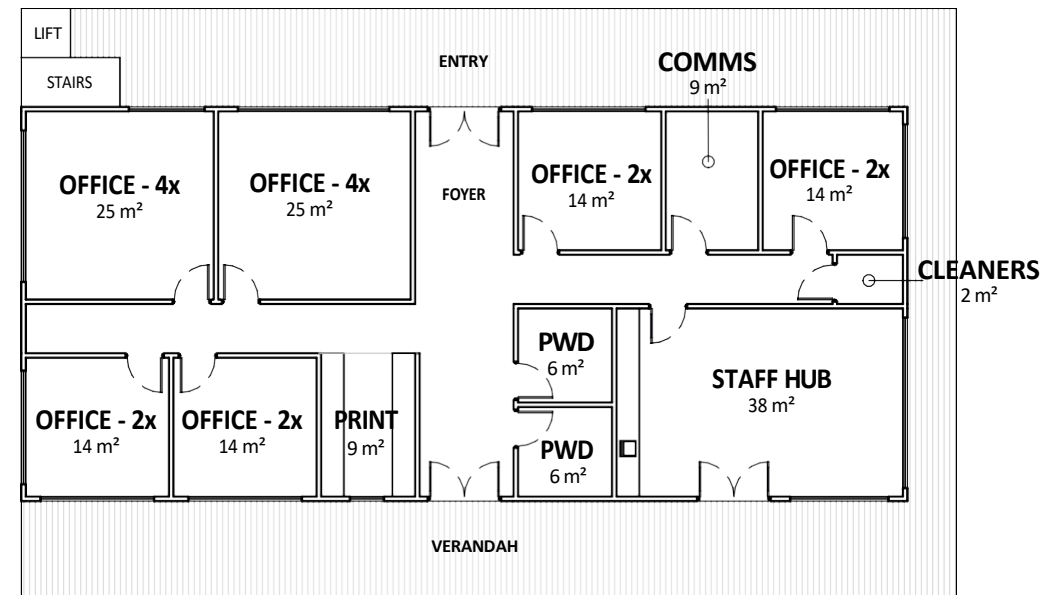 LIFT
STAIRS
ENTRY
COMMS
9 m²
OFFICE - 4x
25 m²
OFFICE - 4x
25 m²
FOYER
OFFICE - 2x
14 m²
OFFICE - 2x
14 m²
CLEANERS
2 m²
PWD
6 m²
STAFF HUB
38 m²
OFFICE - 2x
14 m²
OFFICE - 2x
14 m²
PRINT
9 m²
PWD
6 m²
VERANDAH